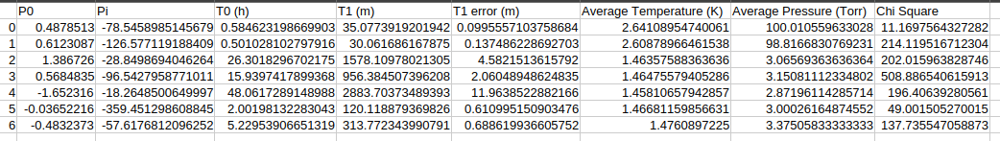 P0 Pi T0 (h) T1 (m) T1 error (m) Average Temperature (K) Average Pressure (Torr) Chi Square
0 0.4878513 -78.5458985145679 0.584623198669903 35.0773919201942 0.0995557103758684 2.64108954740061 100.010559633028 11.1697564327282
1 0.6123087 -126.577119188409 0.501028102797916 30.061686167875 0.137486228692703 2.60878966461538 98.8166830769231 214.119516712304
2 1.386726 -28.8498694046264 26.3018296702175 1578.10978021305 4.5821513615792 1.46357588363636 3.06569363636364 202.015963828746
3 0.5684835 -96.5427958771011 15.9397417899368 956.384507396208 2.06048948624835 1.46475579405286 3.15081112334802 508.886540615913
4 -1.652316 -18.2648500649997 48.0617289148988 2883.70373489393 11.9638522882166 1.45810657942857 2.87196114285714 196.40639280561
5 -0.03652216 -359.451298608845 2.00198132283043 120.118879369826 0.610995150903476 1.46681159856631 3.00026164874552 49.001505270015
6 -0.4832373 -57.6176812096252 5.22953906651319 313.772343990791 0.688619936605752 1.4760897225 3.37505833333333 137.735547058873